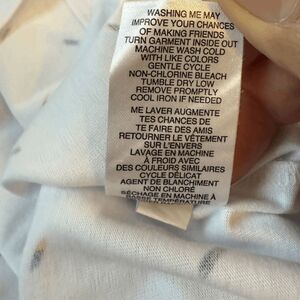 WASHING ME MAY
IMPROVE YOUR CHANCES
OF MAKING FRIENDS
TURN GARMENT INSIDE OUT
MACHINE WASH COLD
WITH LIKE COLORS
GENTLE CYCLE
NON-CHLORINE BLEACH
TUMBLE DRY LOW
REMOVE PROMPTLY
COOL IRON IF NEEDED
ME LAVER AUGMENTE
TES CHANCES DE
TE FAIRE DES AMIS
RETOURNER LE VÊTEMENT
SUR L'ENVERS
LAVAGE EN MACHINE
À FROID AVEC
DES COULEURS SIMILAIRES
CYCLE DÉLICAT
AGENT DE BLANCHIMENT
NON CHLORÉ
SÉCHAGE EN MACHINE À
BASSE TEMPÉRATURE